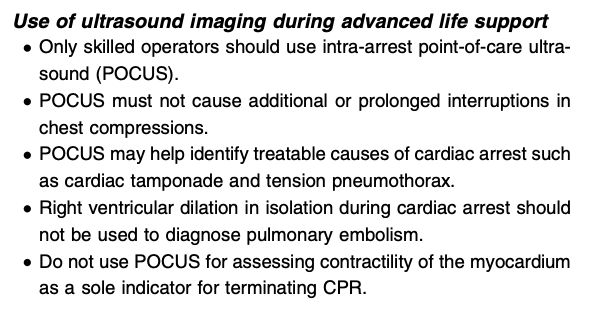 Use of ultrasound imaging during advanced life support
• Only skilled operators should use intra-arrest point-of-care ultra-
sound (POCUS).
• POCUS must not cause additional or prolonged interruptions in
chest compressions.
• POCUS may help identify treatable causes of cardiac arrest such
as cardiac tamponade and tension pneumothorax.
• Right ventricular dilation in isolation during cardiac arrest should
not be used to diagnose pulmonary embolism.
• Do not use POCUS for assessing contractility of the myocardium
as a sole indicator for terminating CPR.